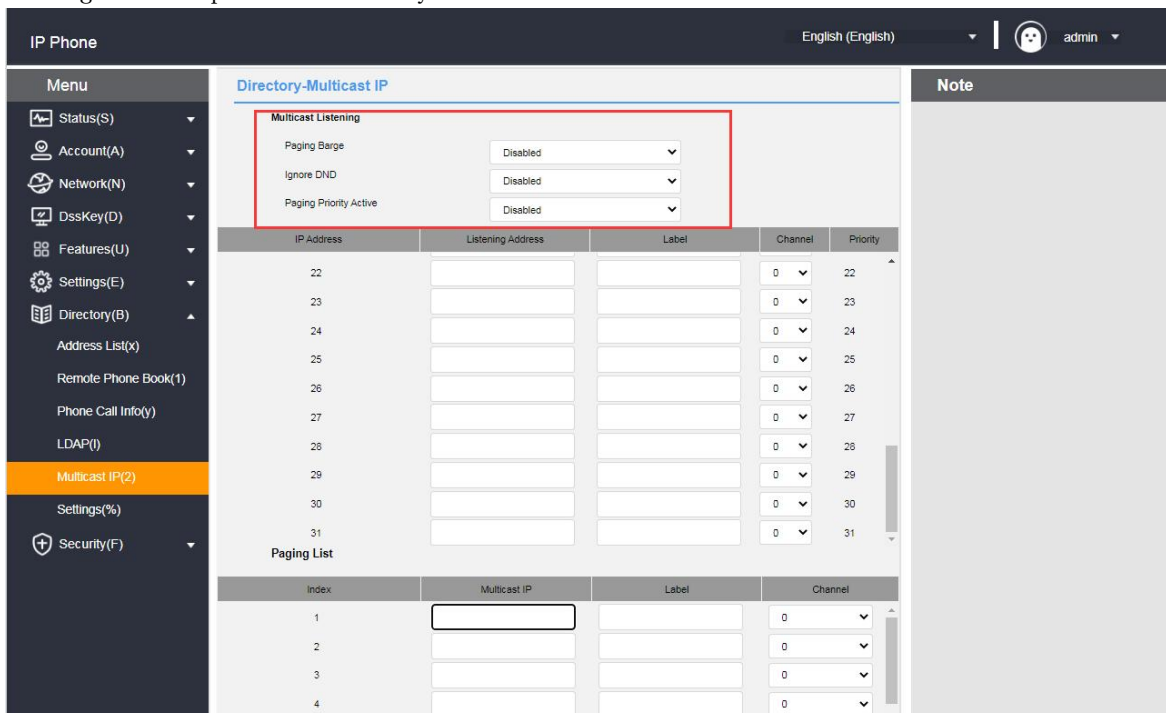 IP Phone
English (English)
admin
Menu
Directory-Multicast IP
Note
Status(S)
Account(A)
Network(N)
DssKey(D)
Features(U)
Settings(E)
Directory(B)
Address List(x)
Remote Phone Book(1)
Phone Call Info(y)
LDAP(l)
Multicast IP(2)
Settings(%)
Security(F)
Multicast Listening
Paging Barge Disabled
Ignore DND Disabled
Paging Priority Active Disabled
IP Address Listening Address Label Channel Priority
22 0 22
23 0 23
24 0 24
25 0 25
26 0 26
27 0 27
28 0 28
29 0 29
30 0 30
31 0 31
Paging List
Index Multicast IP Label Channel
1 0
2 0
3 0
4 0